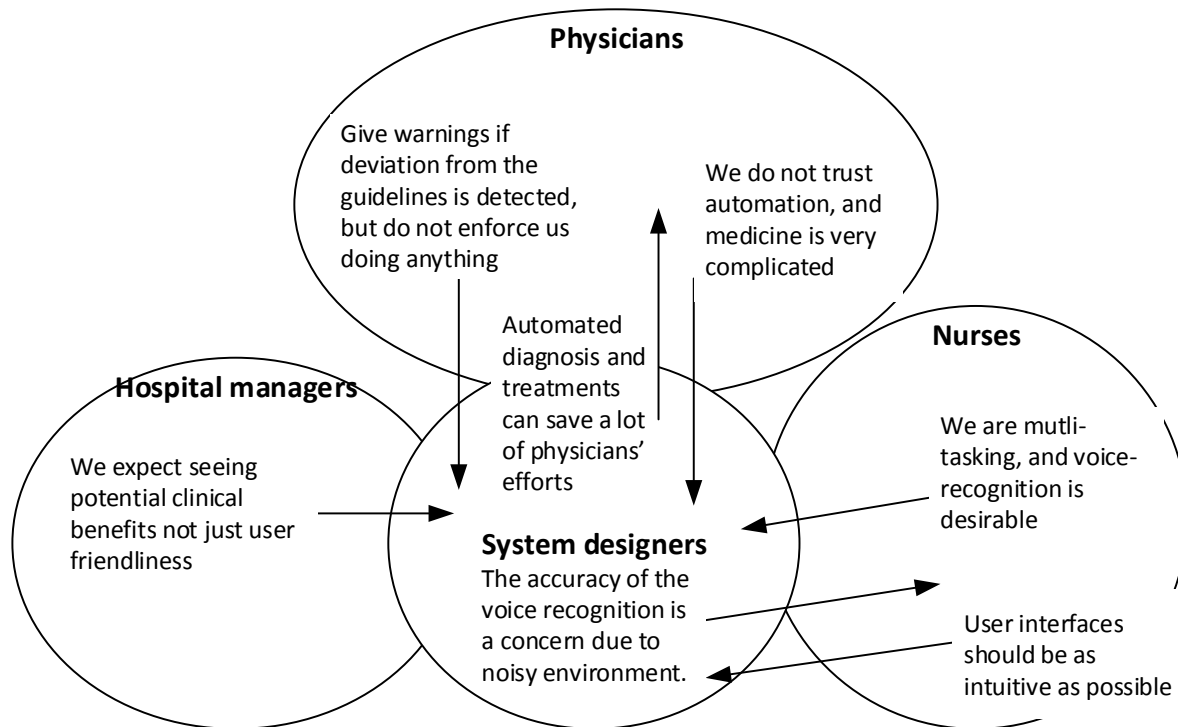 Physicians
Give warnings if
deviation from the
guidelines is detected,
but do not enforce us
doing anything
We do not trust
automation, and
medicine is very
complicated
Automated
diagnosis and
treatments
can save a lot
of physicians’
efforts
Hospital managers
We expect seeing
potential clinical
benefits not just user
friendliness
Nurses
We are mutli-
tasking, and voice-
recognition is
desirable
System designers
The accuracy of the
voice recognition is
a concern due to
noisy environment.
User interfaces
should be as
intuitive as possible